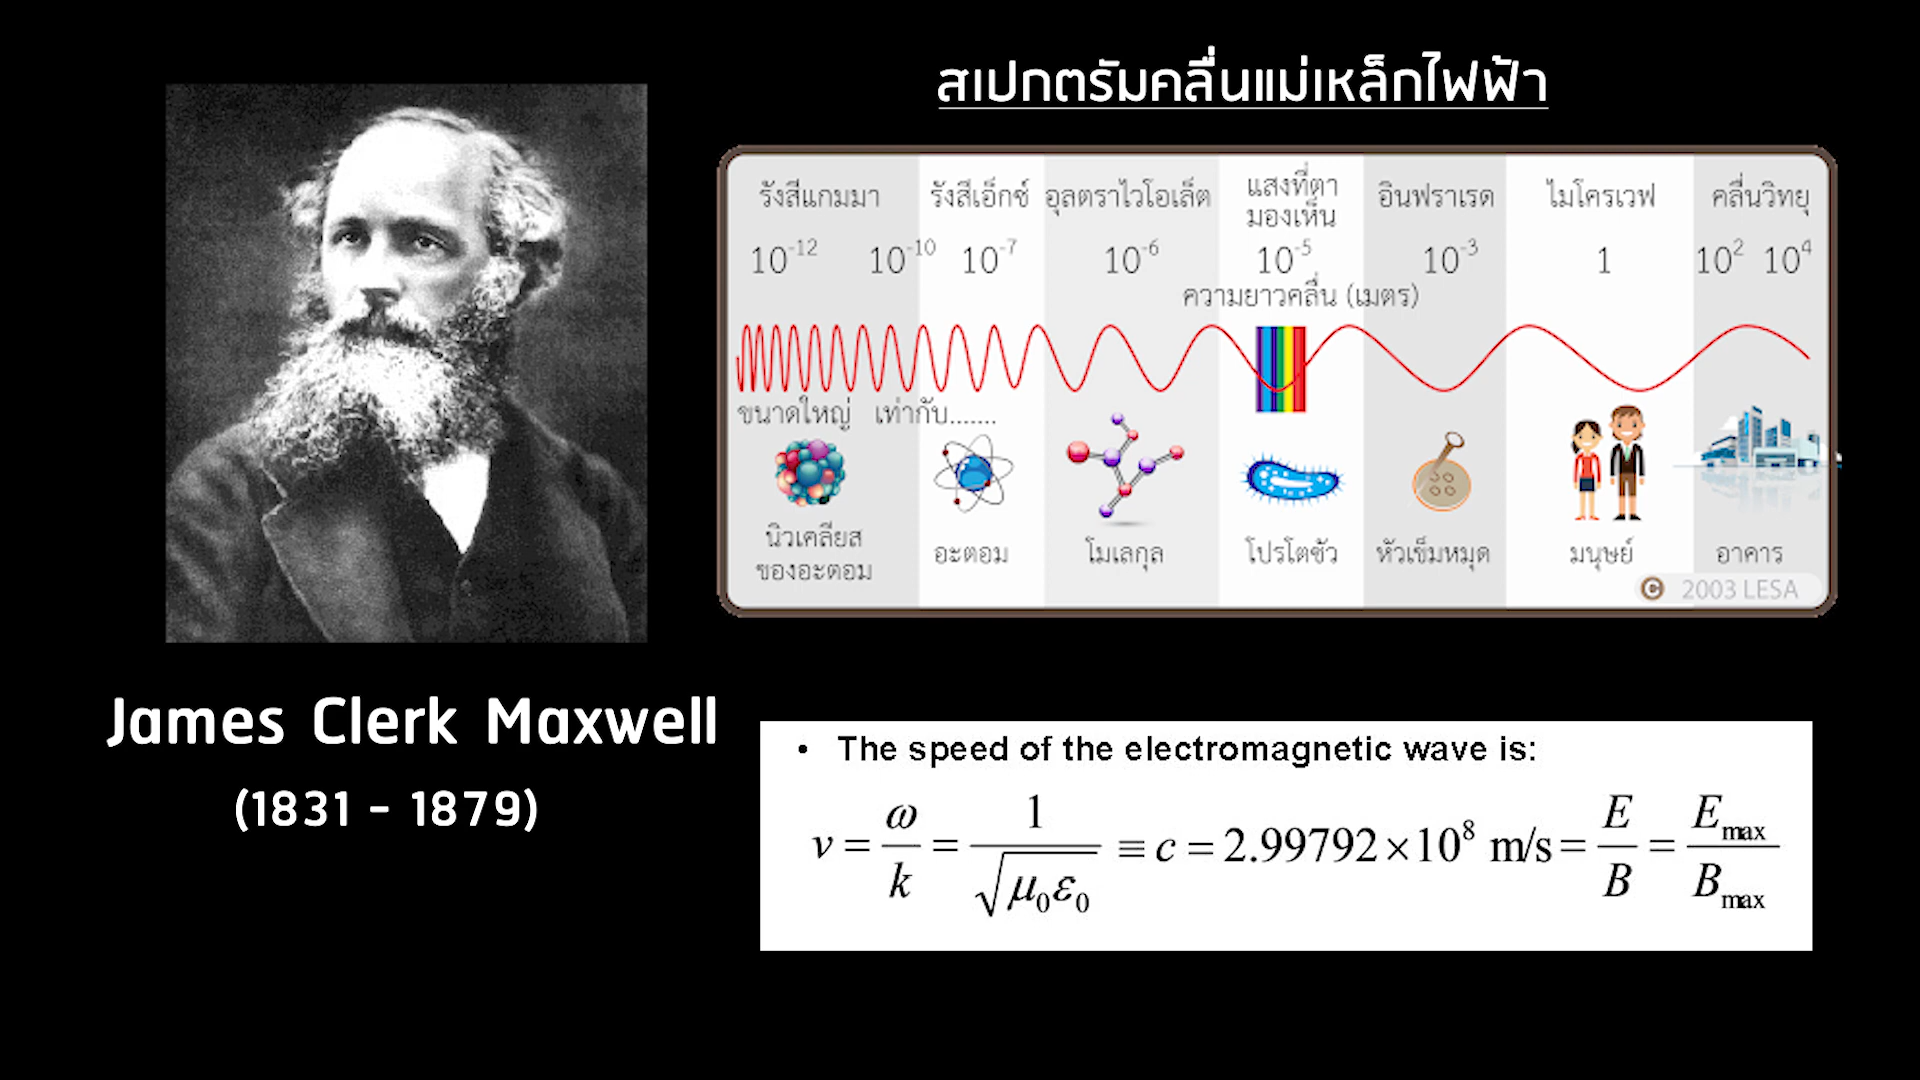 สเปกตรัมคลื่นแม่เหล็กไฟฟ้า
รังสีแกมมา รังสีเอ็กซ์ อุลตราไวโอเล็ต แสงที่ตามองเห็น อินฟราเรด ไมโครเวฟ คลื่นวิทยุ
10⁻¹² 10⁻¹⁰ 10⁻⁷ 10⁻⁶ 10⁻⁵ 10⁻³ 1 10² 10⁴
ความยาวคลื่น (เมตร)
ขนาดใหญ่ เท่ากับ.......
นิวเคลียสของอะตอม อะตอม โมเลกุล โปรโตซัว หัวเข็มหมุด มนุษย์ อาคาร
© 2003 LESA
James Clerk Maxwell
(1831 - 1879)
• The speed of the electromagnetic wave is:
v = ω/k = 1/√μ₀ε₀ ≡ c = 2.99792×10⁸ m/s = E/B = Emax/Bmax